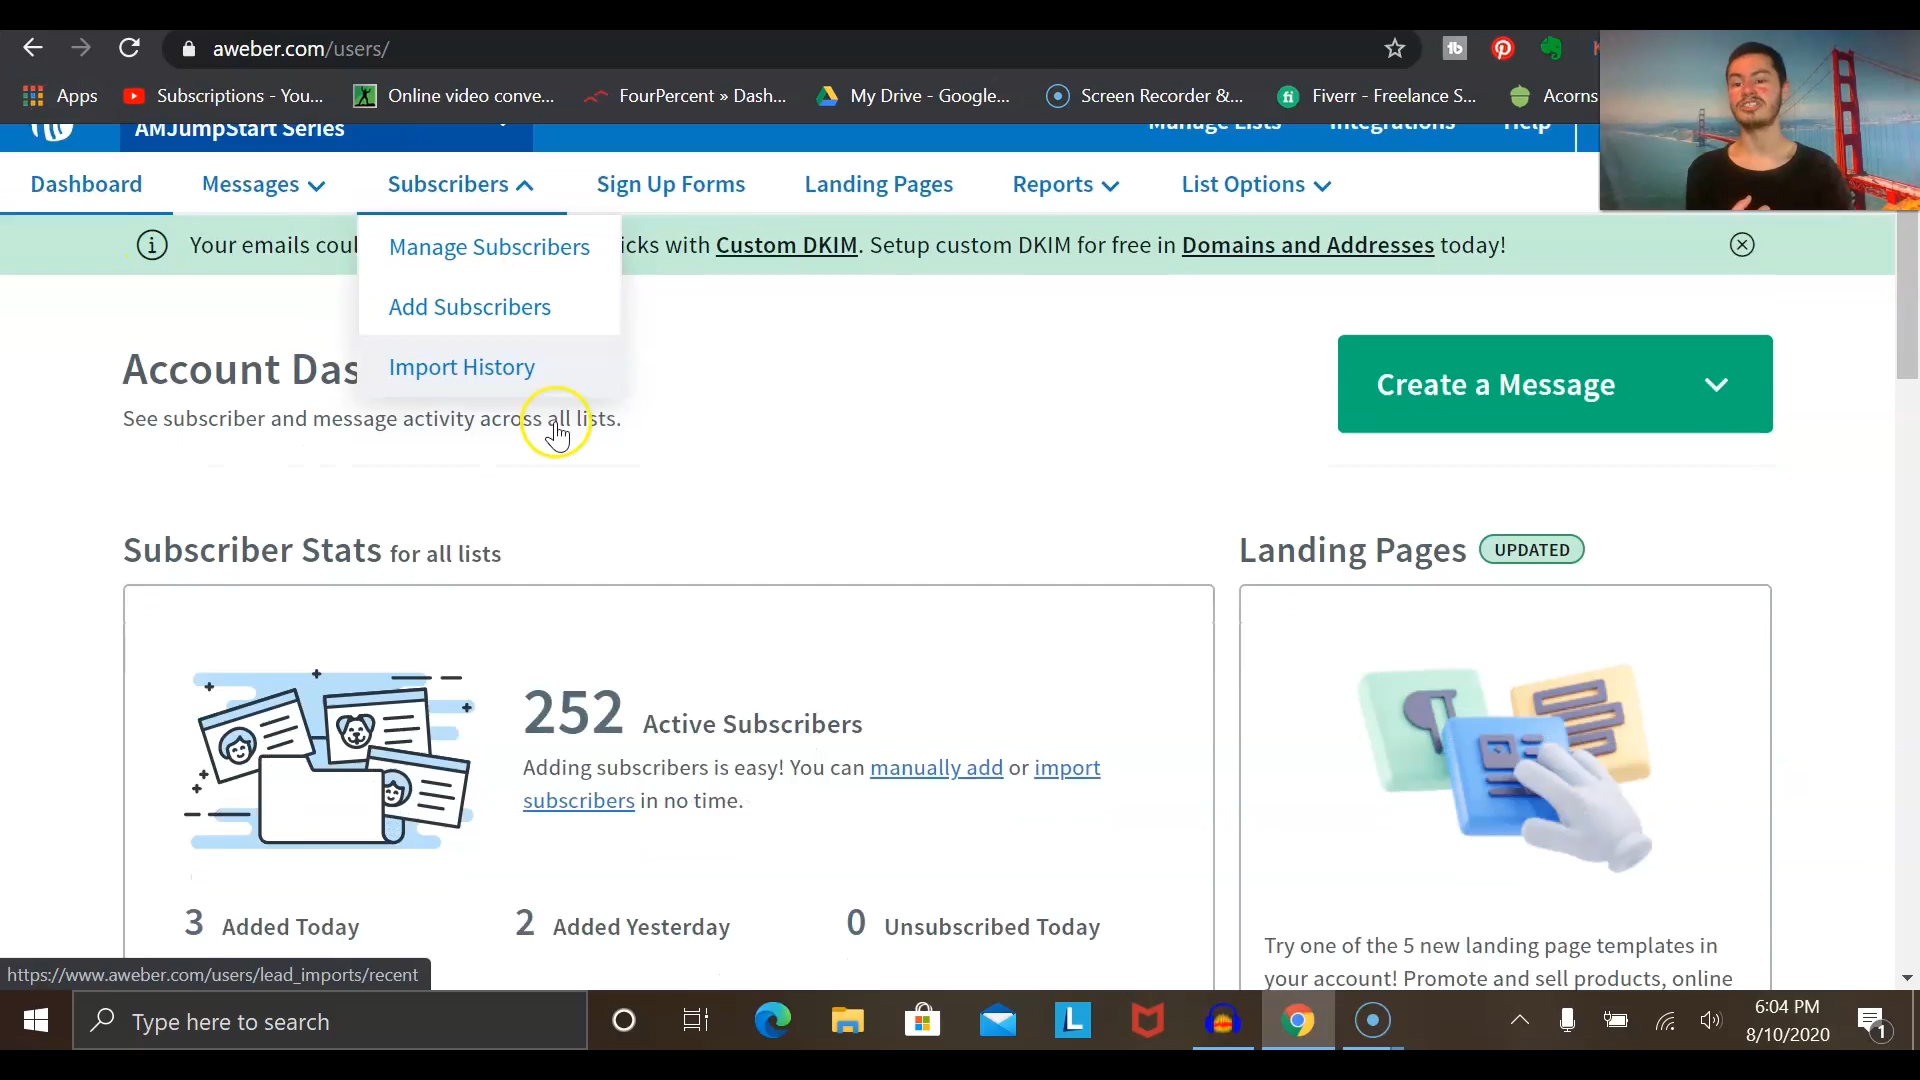 aweber.com/users/
Apps
Subscriptions - You...
Online video conve...
FourPercent » Dash...
My Drive - Google...
Screen Recorder &...
Fiverr - Freelance S...
Acorns
AMJumpStart Series
Manage Lists
Integrations
Help
Dashboard
Messages
Subscribers
Sign Up Forms
Landing Pages
Reports
List Options
Your emails coul
icks with Custom DKIM. Setup custom DKIM for free in Domains and Addresses today!
Manage Subscribers
Add Subscribers
Import History
Account Das
See subscriber and message activity across all lists.
Create a Message
Subscriber Stats for all lists
Landing Pages UPDATED
252 Active Subscribers
Adding subscribers is easy! You can manually add or import
subscribers in no time.
3 Added Today
2 Added Yesterday
0 Unsubscribed Today
Try one of the 5 new landing page templates in
your account! Promote and sell products, online
https://www.aweber.com/users/lead_imports/recent
Type here to search
6:04 PM
8/10/2020
1